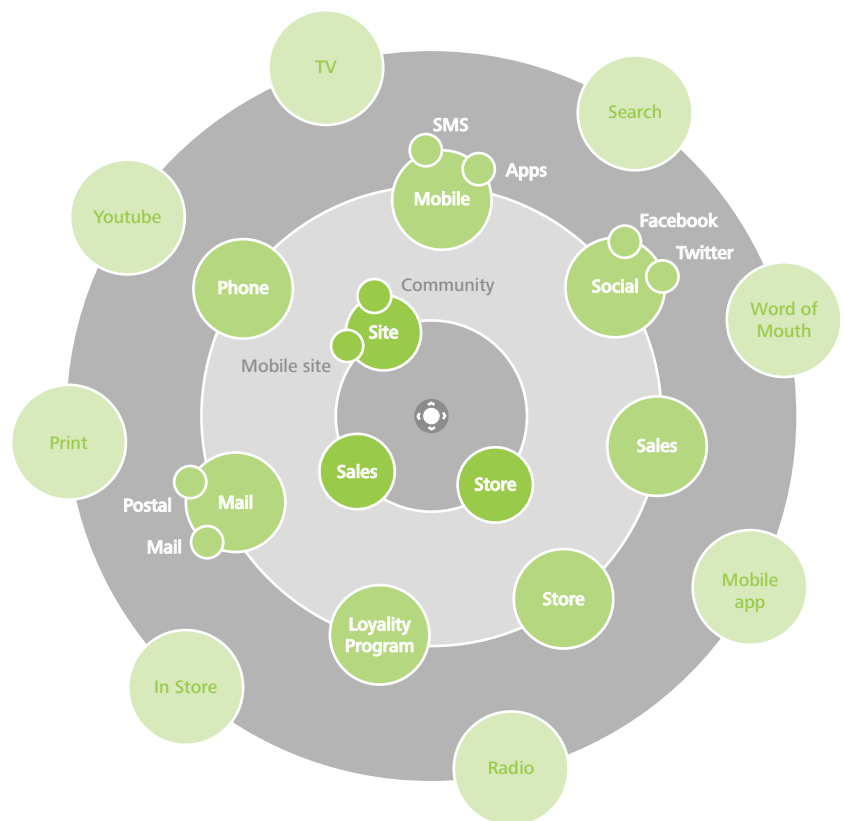 TV
Search
SMS
Apps
Mobile
Youtube
Facebook
Twitter
Social
Phone
Community
Site
Mobile site
Word of
Mouth
Print
Sales
Sales
Store
Mail
Postal
Mail
Mobile
app
Store
Loyality
Program
In Store
Radio